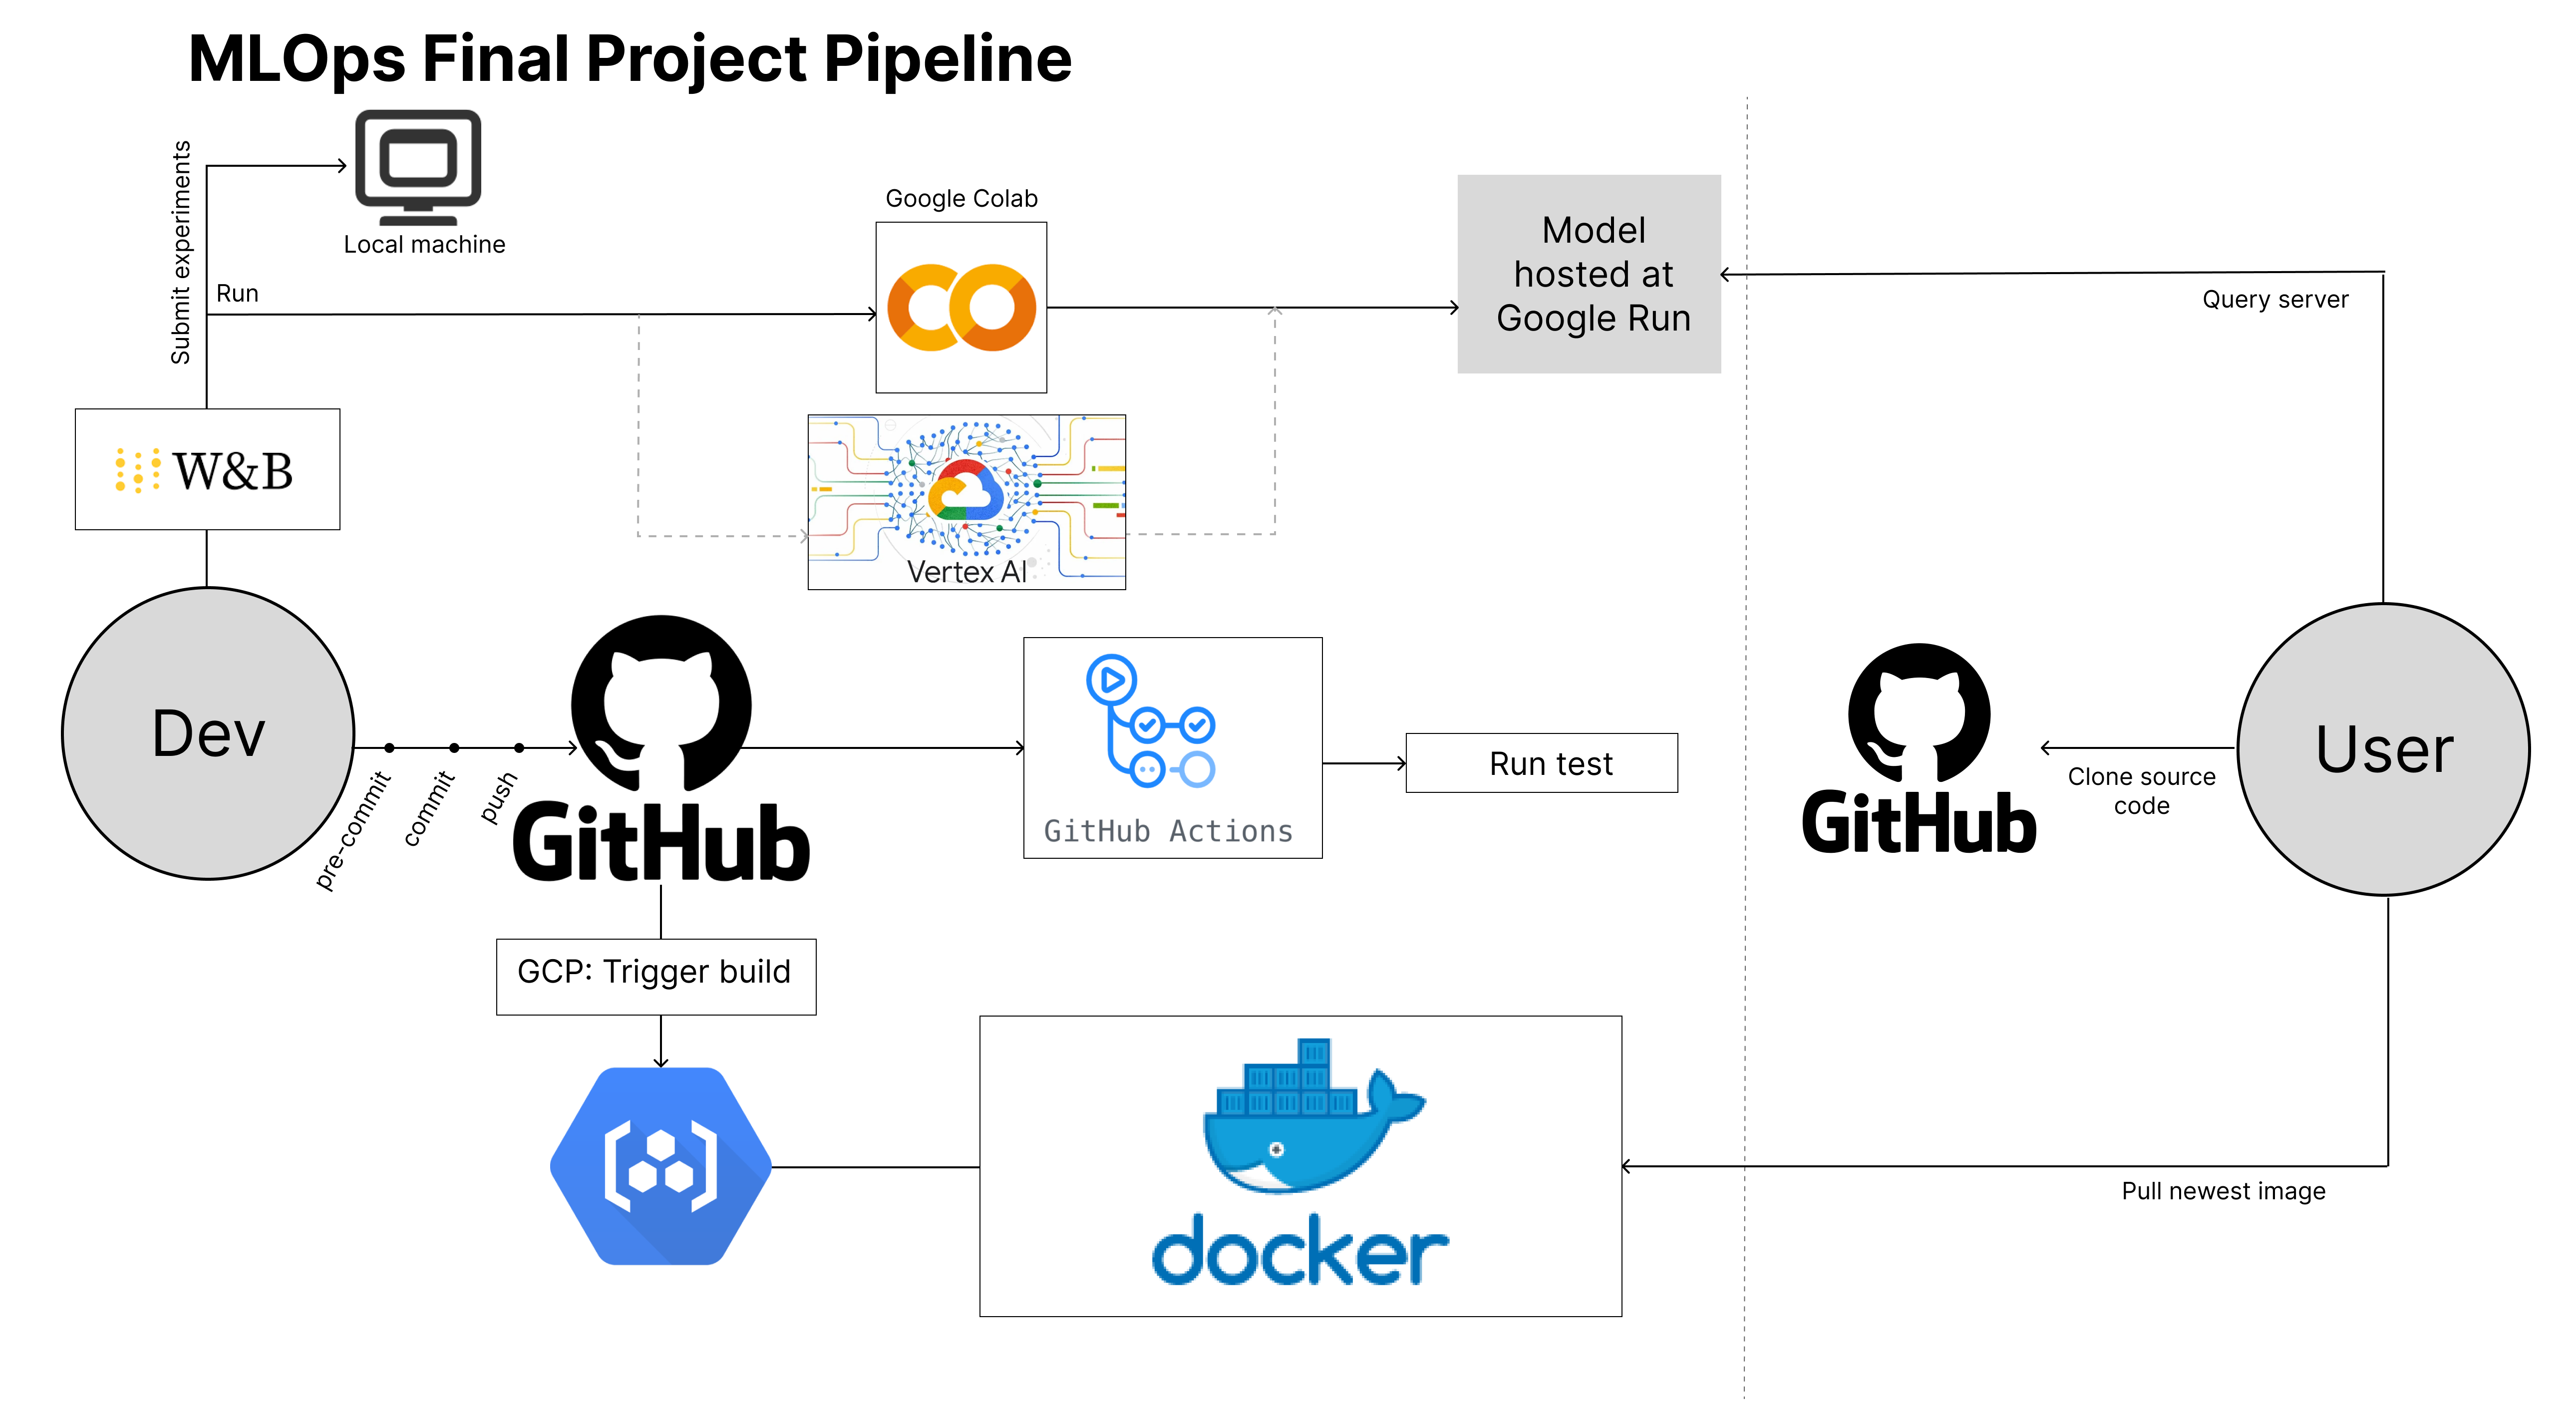 MLOps Final Project Pipeline
Submit experiments
Local machine
Run
Google Colab
Model
hosted at
Google Run
Query server
W&B
Vertex AI
Dev
pre-commit
commit
push
GitHub
GitHub Actions
Run test
GitHub
Clone source
code
User
GCP: Trigger build
docker
Pull newest image